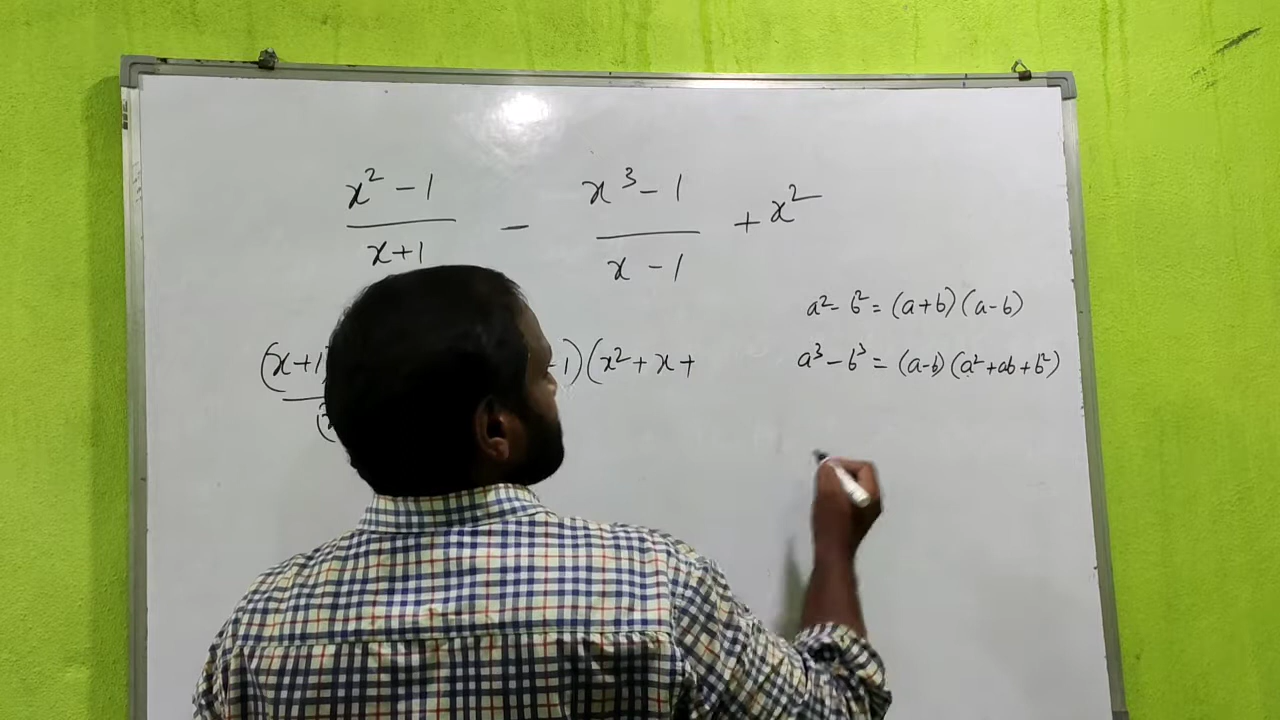 x² - 1 / x + 1 - x³ - 1 / x - 1 + x²
a² - b² = (a+b)(a-b)
(x+1 -1)(x² + x +
a³ - b³ = (a-b)(a² + ab + b²)